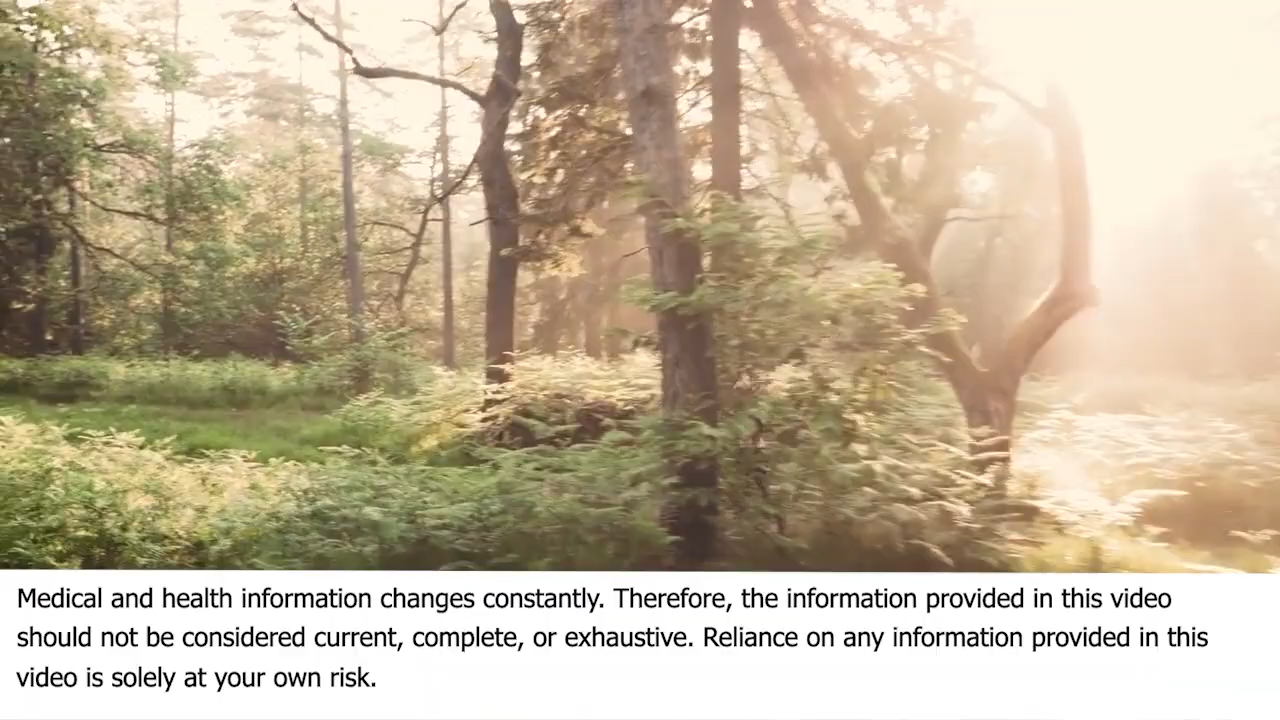 Medical and health information changes constantly. Therefore, the information provided in this video
should not be considered current, complete, or exhaustive. Reliance on any information provided in this
video is solely at your own risk.